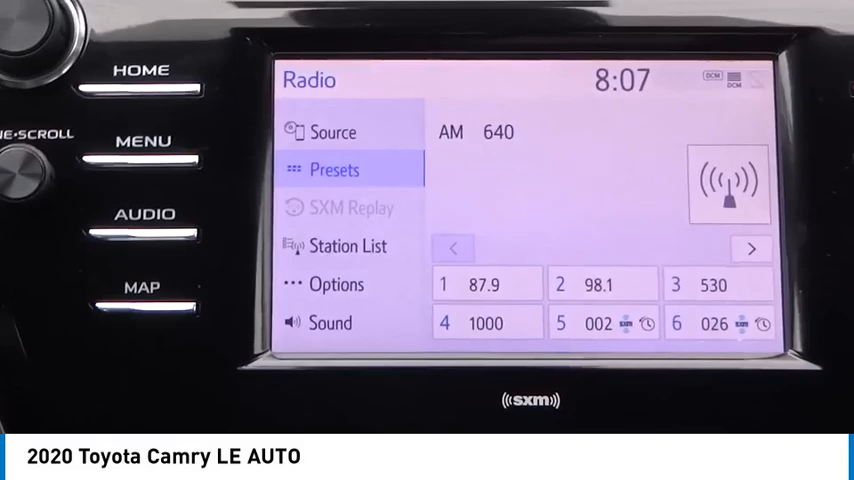 HOME
E•SCROLL
MENU
AUDIO
MAP
Radio
8:07
DCM
DCM
Source
AM 640
Presets
SXM Replay
Station List
Options
1 87.9
2 98.1
3 530
Sound
4 1000
5 002
6 026
((sxm))
2020 Toyota Camry LE AUTO